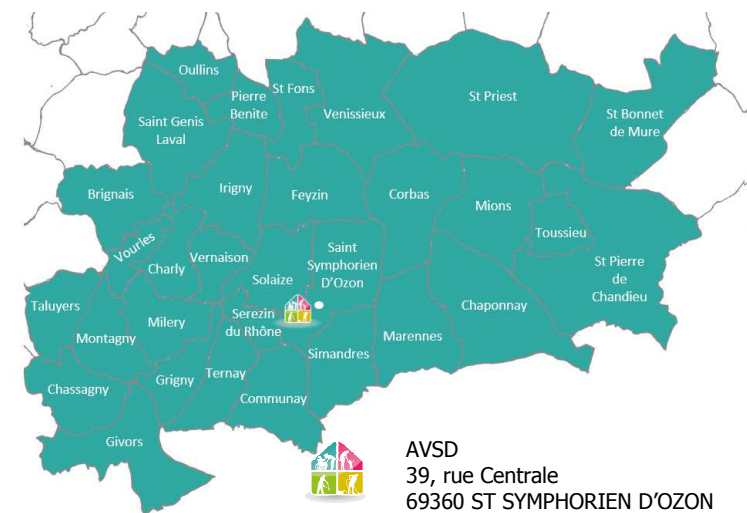 Oullins
St Fons
Pierre
Benite
St Priest
Saint Genis
Laval
Venissieux
St Bonnet
de Mure
Brignais
Irigny
Feyzin
Corbas
Mions
Toussieu
Vourles
Charly
Vernaison
Saint
Symphorien
D'Ozon
Solaize
St Pierre
de
Chandieu
Taluyers
Montagny
Milery
Serezin
du Rhône
Chaponnay
Marennes
Simandres
Chassagny
Grigny
Ternay
Communay
Givors
AVSD
39, rue Centrale
69360 ST SYMPHORIEN D'OZON